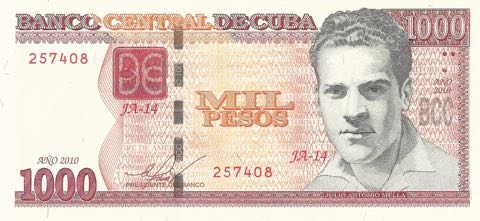 BANCO CENTRAL DE CUBA 1000
257408
JA-14
MIL
PESOS
AÑO
2010
BCC
JA-14
AÑO 2010
257408
1000
PRESIDENTE DEL BANCO
JULIO ANTONIO MELLA